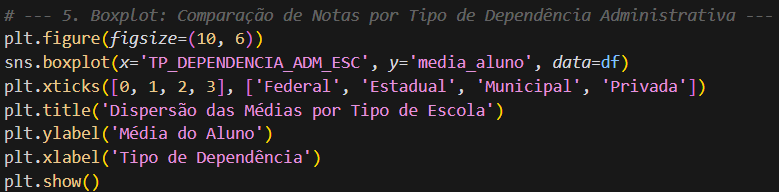 # --- 5. Boxplot: Comparação de Notas por Tipo de Dependência Administrativa ---
plt.figure(figsize=(10, 6))
sns.boxplot(x='TP_DEPENDENCIA_ADM_ESC', y='media_aluno', data=df)
plt.xticks([0, 1, 2, 3], ['Federal', 'Estadual', 'Municipal', 'Privada'])
plt.title('Dispersão das Médias por Tipo de Escola')
plt.ylabel('Média do Aluno')
plt.xlabel('Tipo de Dependência')
plt.show()